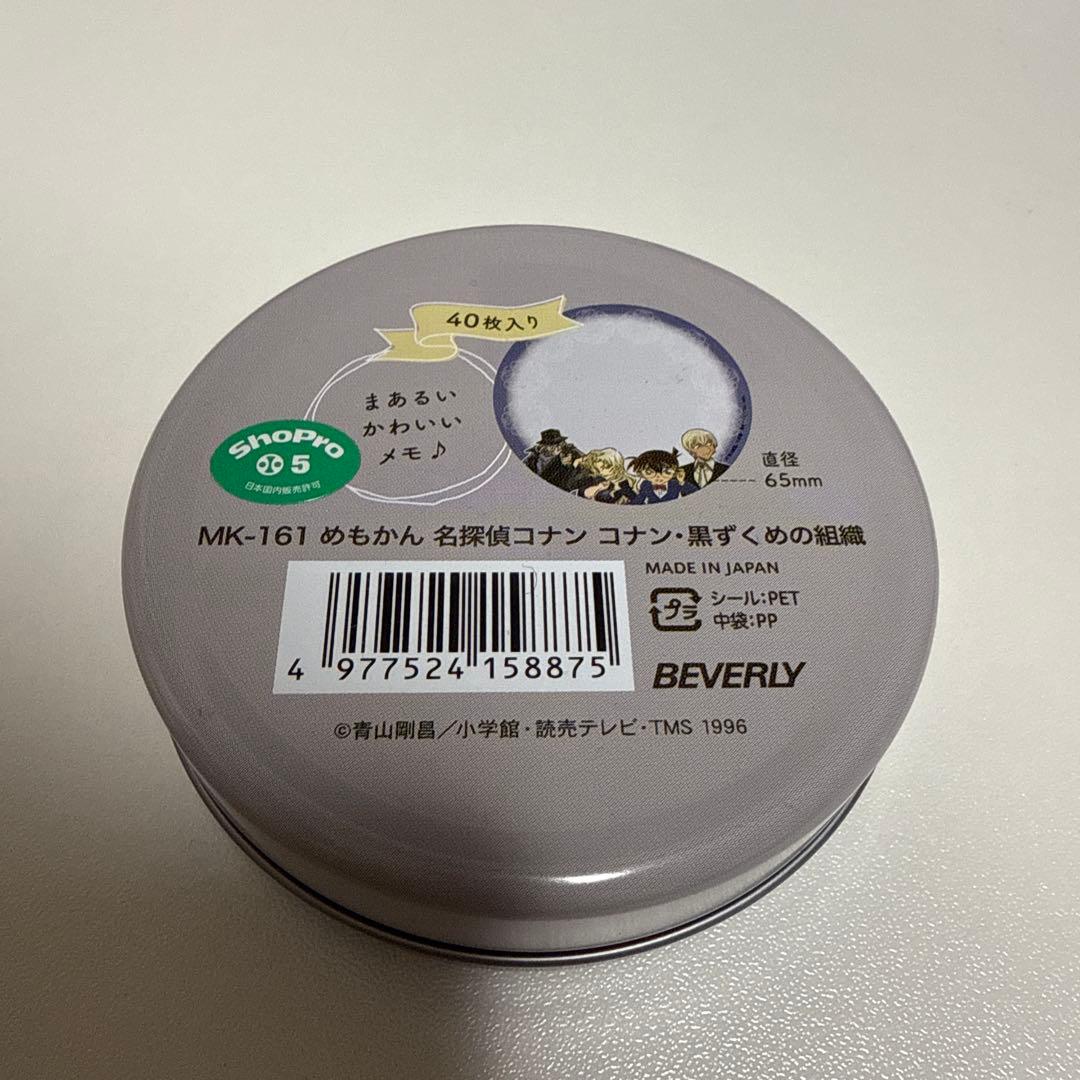 40枚入り
まあるい
かわいい
メモ♪
ShoPro
5
日本国内販売許可
直径
65mm
MK-161 めもかん 名探偵コナン コナン・黒ずくめの組織
MADE IN JAPAN
プラ
シール:PET
中袋:PP
4 977524 158875
BEVERLY
©青山剛昌／小学館・読売テレビ・TMS 1996